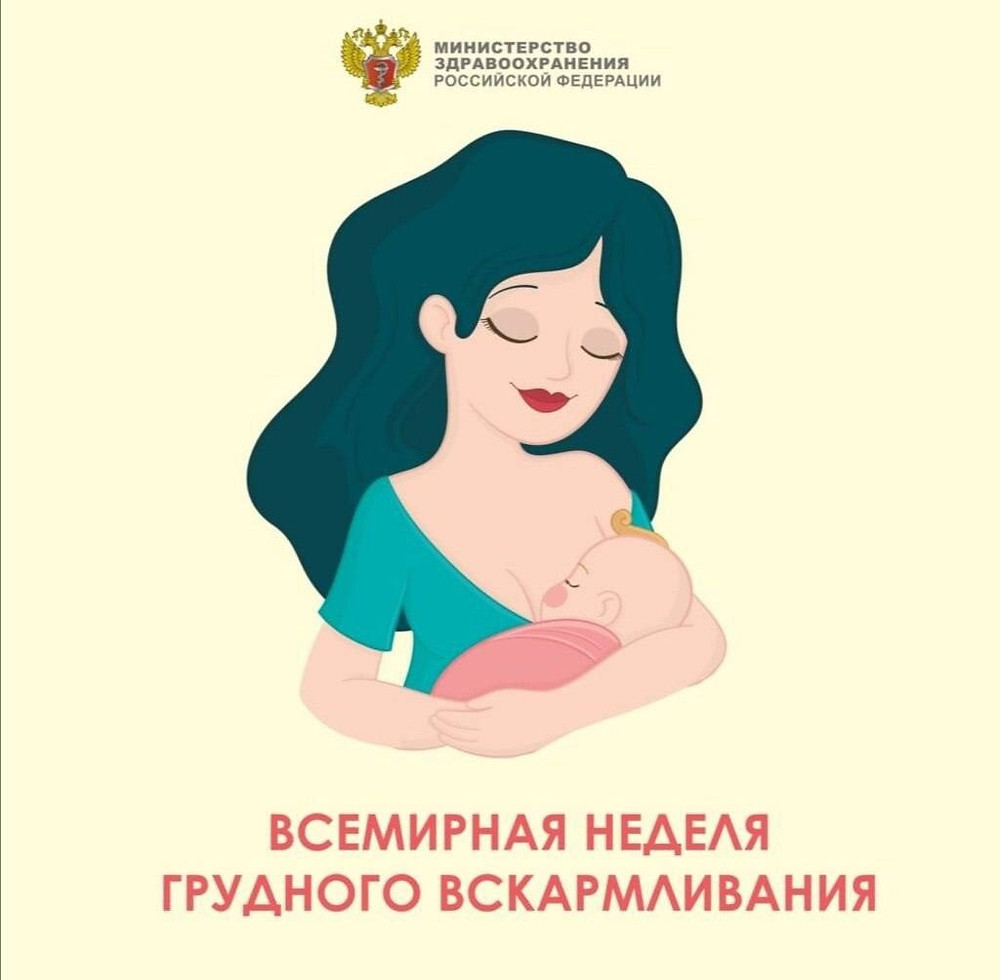 МИНИСТЕРСТВО
ЗДРАВООХРАНЕНИЯ
РОССИЙСКОЙ ФЕДЕРАЦИИ
ВСЕМИРНАЯ НЕДЕЛЯ
ГРУДНОГО ВСКАРМЛИВАНИЯ